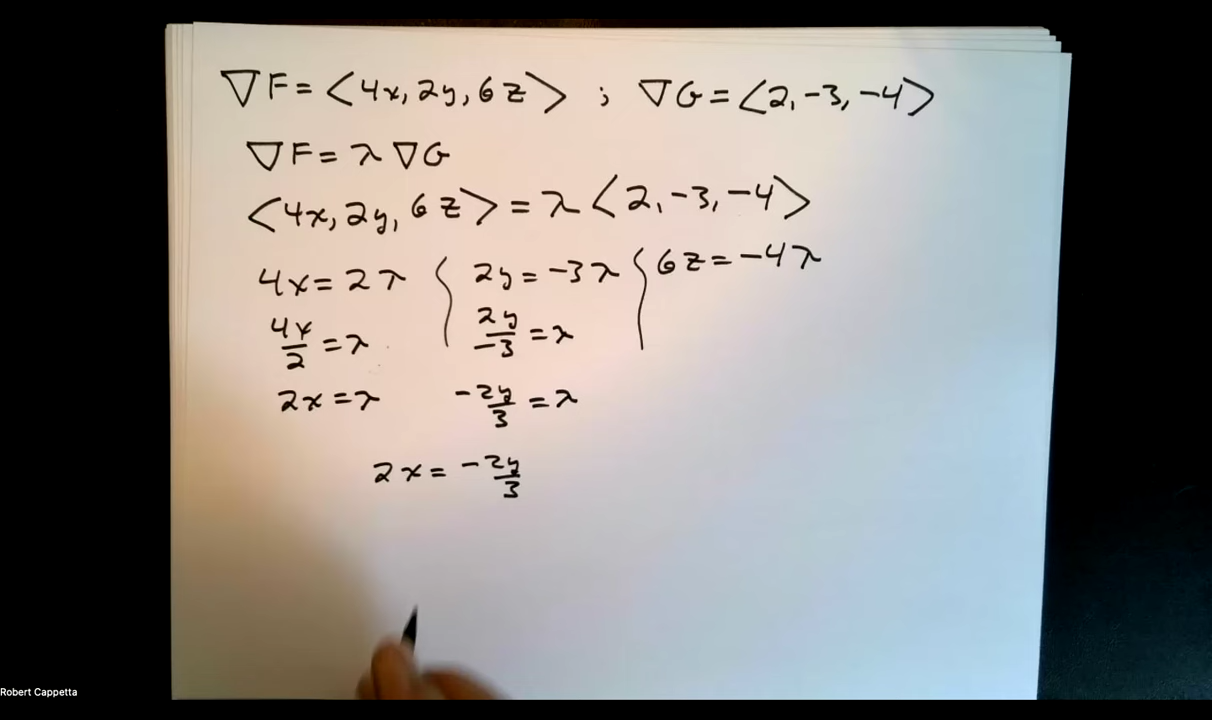 ∇F = <4x, 2y, 6z> ; ∇G = <2, -3, -4>
∇F = λ∇G
<4x, 2y, 6z> = λ<2, -3, -4>
4x = 2λ { 2y = -3λ { 6z = -4λ
4x/2 = λ 2y/-3 = λ
2x = λ -2y/3 = λ
2x = -2y/3
Robert Cappetta